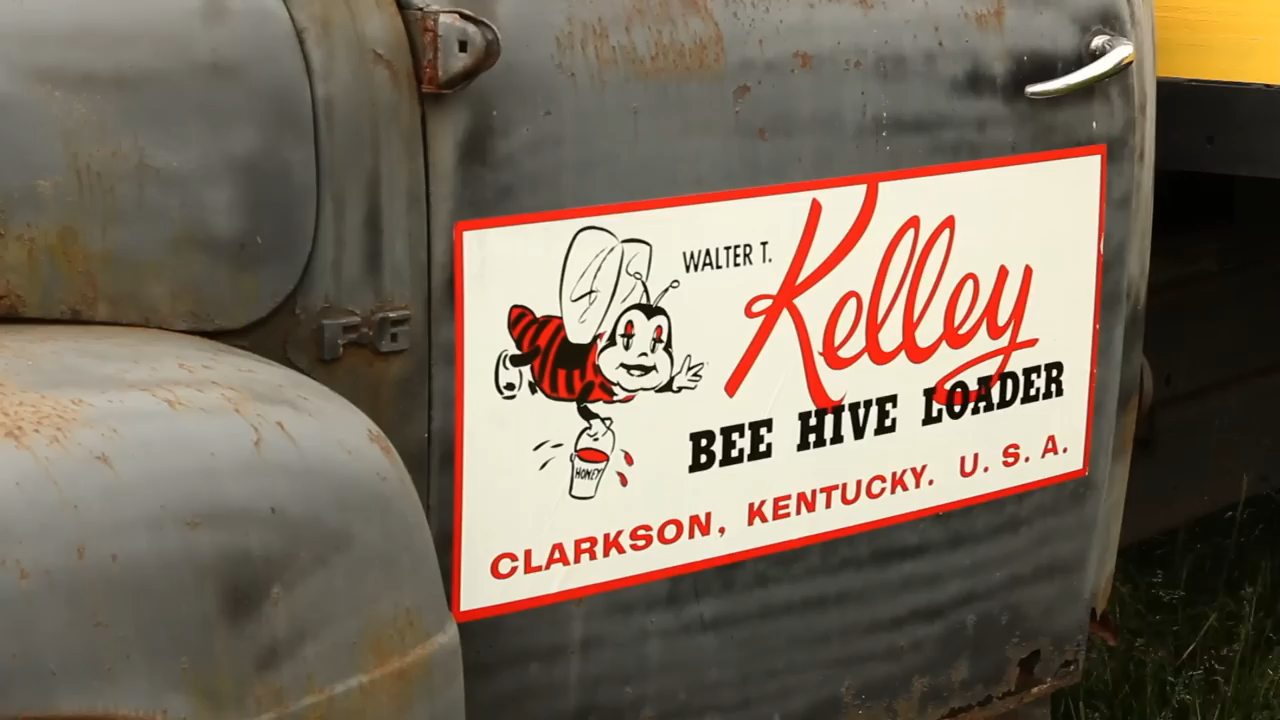 F-6
WALTER T.
Kelley
BEE HIVE LOADER
HONEY
CLARKSON, KENTUCKY. U. S. A.